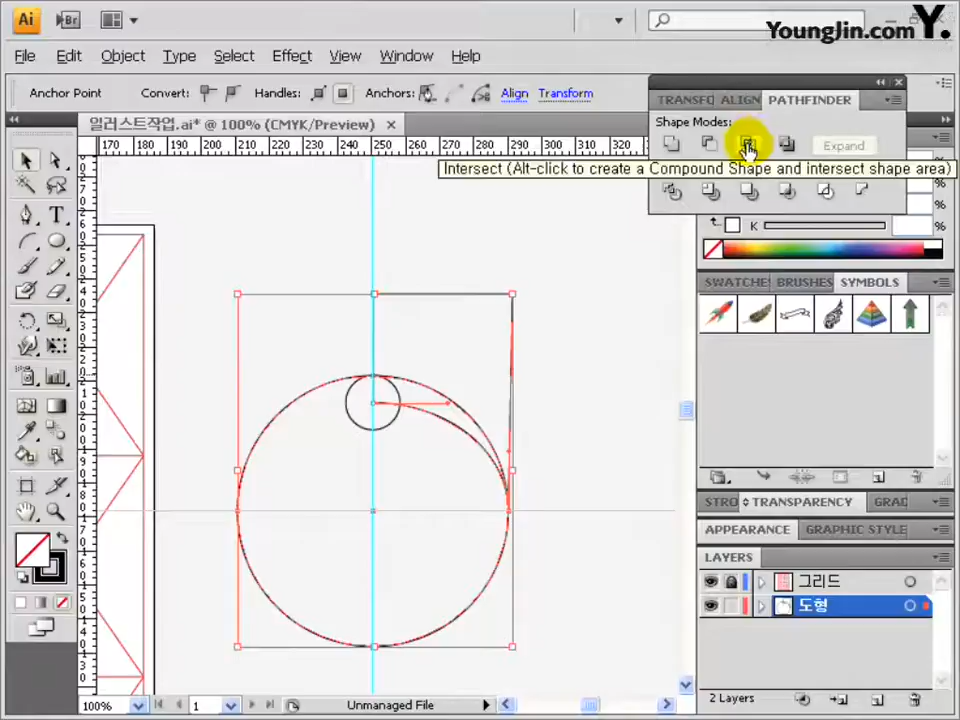 Ai Br
YoungJin.com Y.
File Edit Object Type Select Effect View Window Help
Anchor Point Convert: Handles: Anchors: Align Transform
TRANSFO ALIGN PATHFINDER
Shape Modes:
Expand
일러스트작업.ai* @ 100% (CMYK/Preview) ×
170 180 190 200 210 220 230 240 250 260 270 280 290 300 310 320 330 340
Intersect (Alt-click to create a Compound Shape and intersect shape area)
%
%
%
K %
SWATCHE BRUSHES SYMBOLS
STRO TRANSPARENCY GRAD
APPEARANCE GRAPHIC STYLE
LAYERS
그리드
도형
2 Layers
100% 1 Unmanaged File